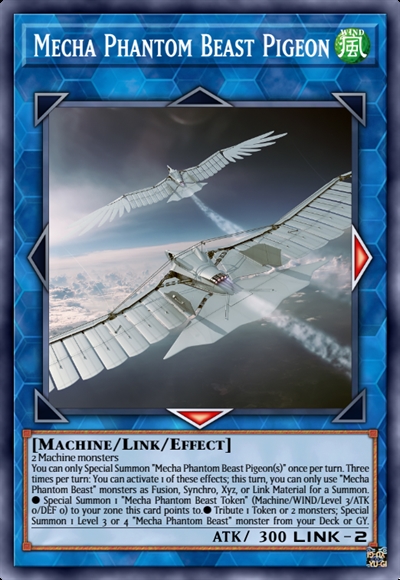 MECHA PHANTOM BEAST PIGEON
WIND
風
[MACHINE/LINK/EFFECT]
2 Machine monsters
You can only Special Summon "Mecha Phantom Beast Pigeon(s)" once per turn. Three
times per turn: You can activate 1 of these effects; this turn, you can only use "Mecha
Phantom Beast" monsters as Fusion, Synchro, Xyz, or Link Material for a Summon.
● Special Summon 1 "Mecha Phantom Beast Token" (Machine/WIND/Level 3/ATK
0/DEF 0) to your zone this card points to.● Tribute 1 Token or 2 monsters; Special
Summon 1 Level 3 or 4 "Mecha Phantom Beast" monster from your Deck or GY.
ATK/ 300 LINK-2